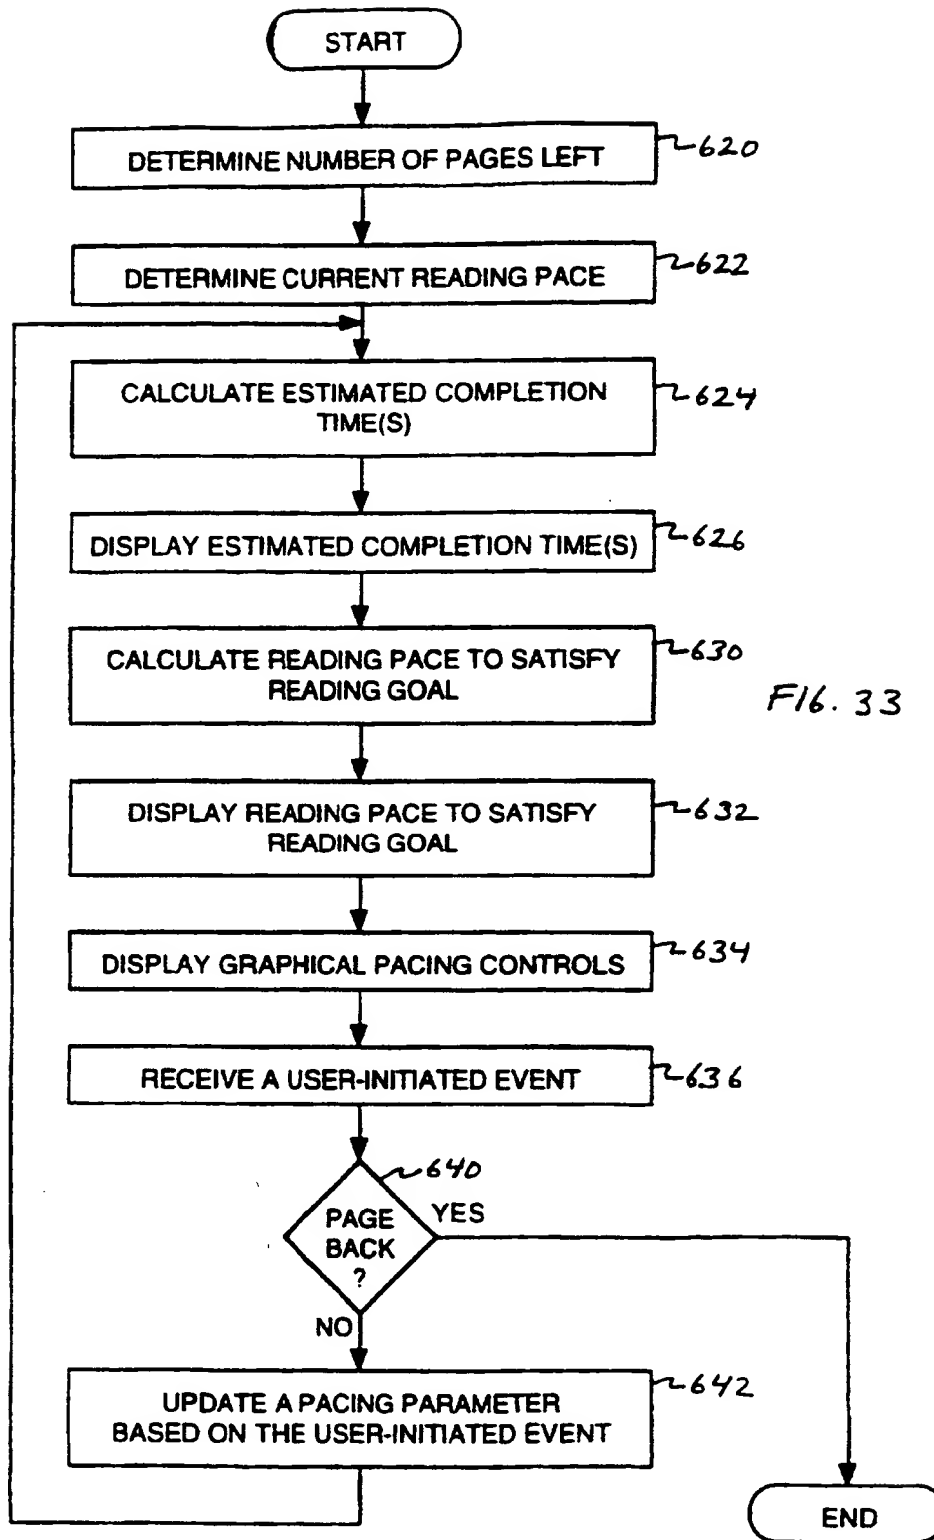 START
DETERMINE NUMBER OF PAGES LEFT
620
DETERMINE CURRENT READING PACE
622
CALCULATE ESTIMATED COMPLETION
TIME(S)
624
DISPLAY ESTIMATED COMPLETION TIME(S)
626
CALCULATE READING PACE TO SATISFY
READING GOAL
630
FIG. 33
DISPLAY READING PACE TO SATISFY
READING GOAL
632
DISPLAY GRAPHICAL PACING CONTROLS
634
RECEIVE A USER-INITIATED EVENT
636
640
PAGE
BACK
?
YES
NO
UPDATE A PACING PARAMETER
BASED ON THE USER-INITIATED EVENT
642
END